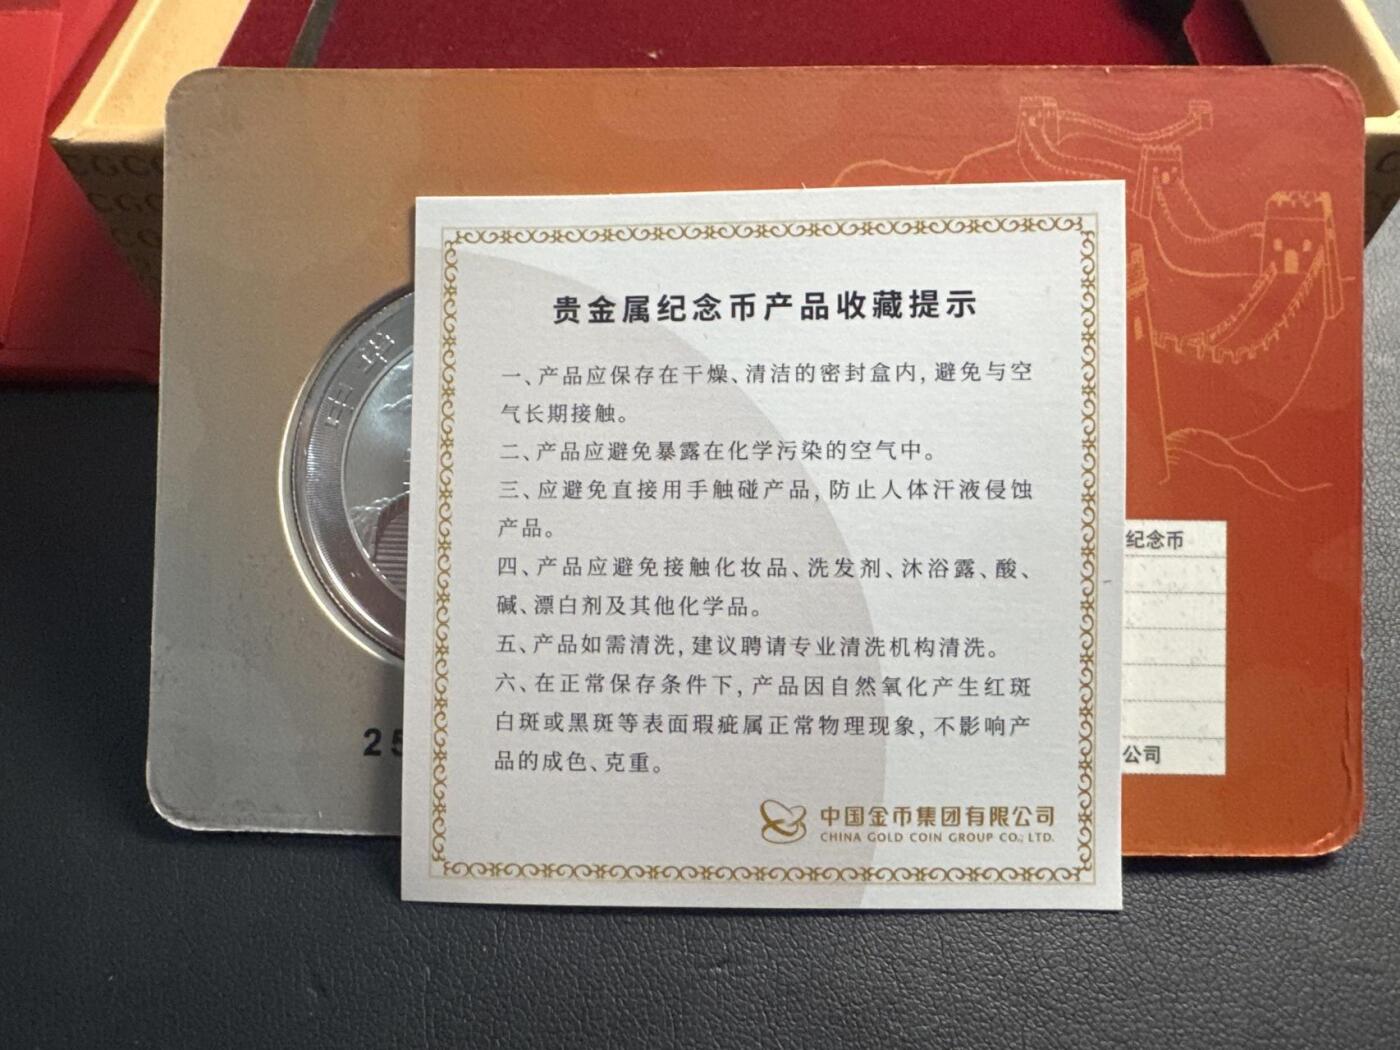 贵金属纪念币产品收藏提示
一、产品应保存在干燥、清洁的密封盒内，避免与空
气长期接触。
二、产品应避免暴露在化学污染的空气中。
三、应避免直接用手触碰产品，防止人体汗液侵蚀
产品。
四、产品应避免接触化妆品、洗发剂、沐浴露、酸、
碱、漂白剂及其他化学品。
五、产品如需清洗，建议聘请专业清洗机构清洗。
六、在正常保存条件下，产品因自然氧化产生红斑
白斑或黑斑等表面瑕疵属正常物理现象，不影响产
品的成色、克重。
中国金币集团有限公司
CHINA GOLD COIN GROUP CO., LTD.
纪念币
公司
25
CGC
CGC
CG